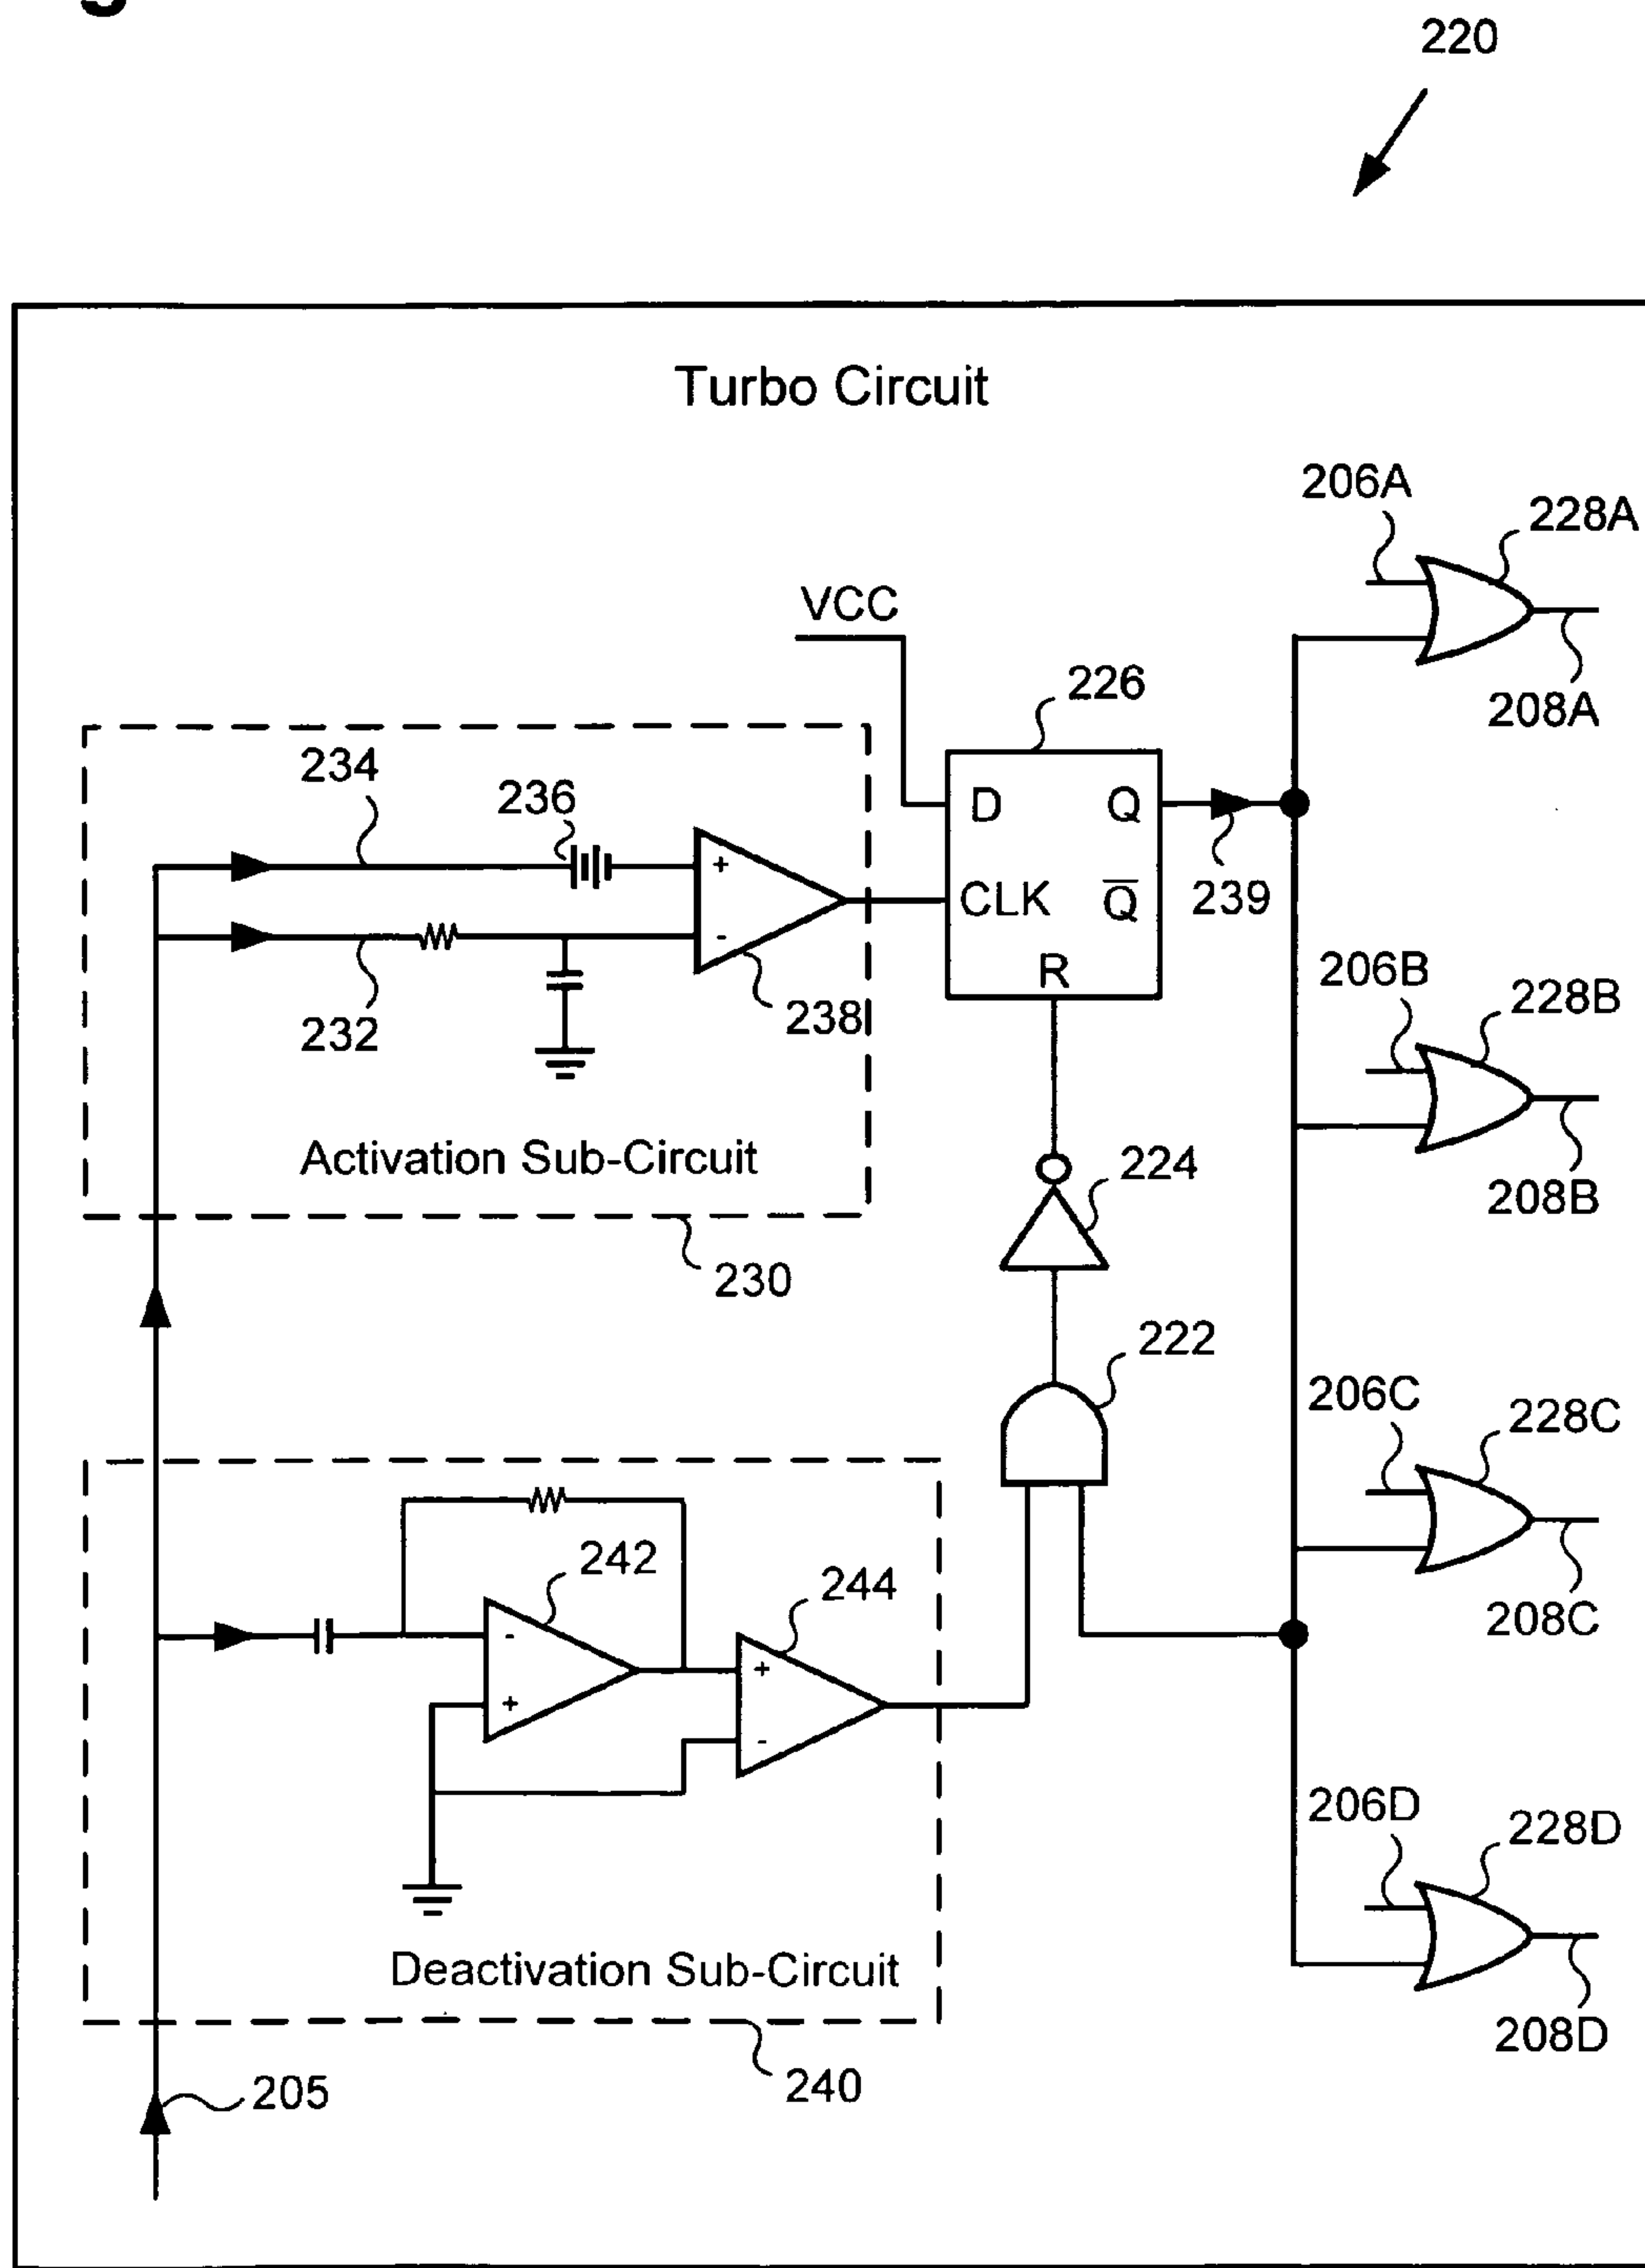 220
Turbo Circuit
206A
228A
VCC
208A
226
234
236
D
Q
CLK
Q̅
239
R
206B
228B
232
238
Activation Sub-Circuit
224
208B
230
222
206C
228C
242
244
208C
206D
228D
Deactivation Sub-Circuit
208D
240
205
+
-
-
+
+
-